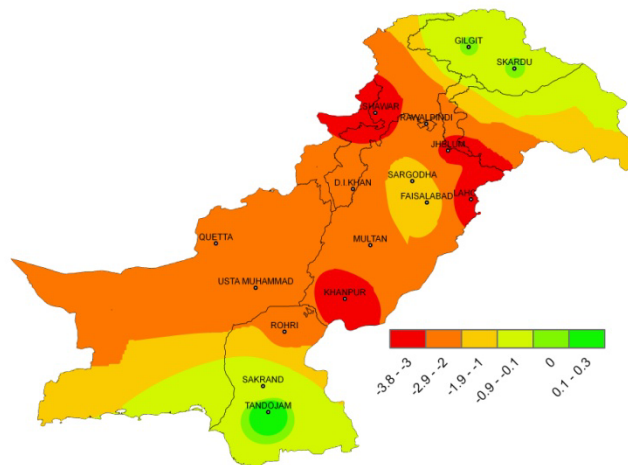 GILGIT
SKARDU
SHAWAR
RAWALPINDI
JHELUM
SARGODHA
D.I KHAN
LAHO
FAISALABAD
QUETTA
MULTAN
USTA MUHAMMAD
KHANPUR
ROHRI
SAKRAND
TANDOJAM
-3.8 - -3
-2.9 - -2
-1.9 - -1
-0.9 - -0.1
0
0.1 - 0.3